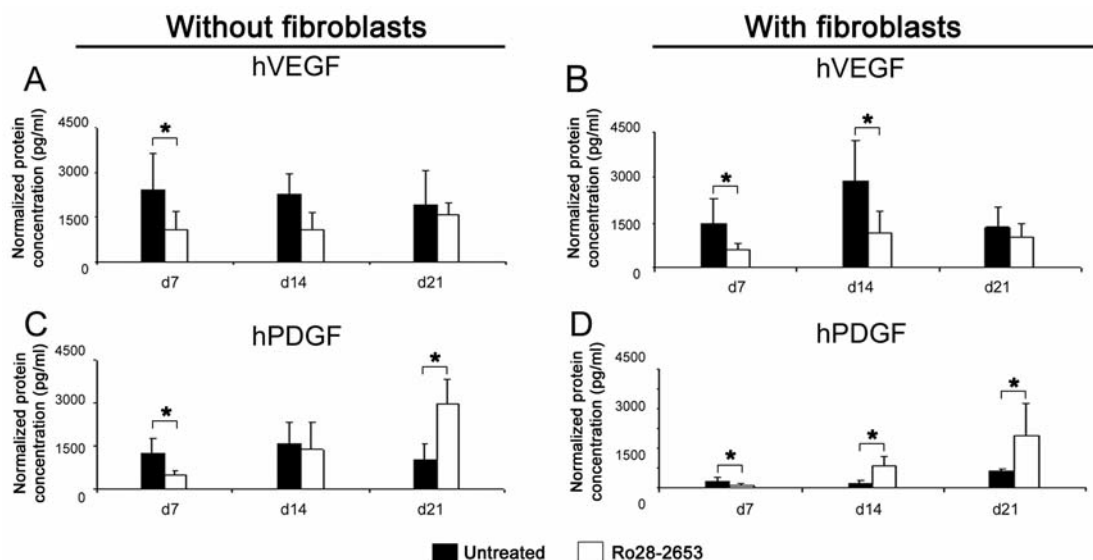 Without fibroblasts
With fibroblasts
A
hVEGF
Normalized protein
concentration (pg/ml)
4500
3000
1500
0
*
d7
d14
d21
B
hVEGF
Normalized protein
concentration (pg/ml)
4500
3000
1500
0
*
*
d7
d14
d21
C
hPDGF
Normalized protein
concentration (pg/ml)
4500
3000
1500
0
*
*
d7
d14
d21
D
hPDGF
Normalized protein
concentration (pg/ml)
4500
3000
1500
0
*
*
*
d7
d14
d21
Untreated
Ro28-2653